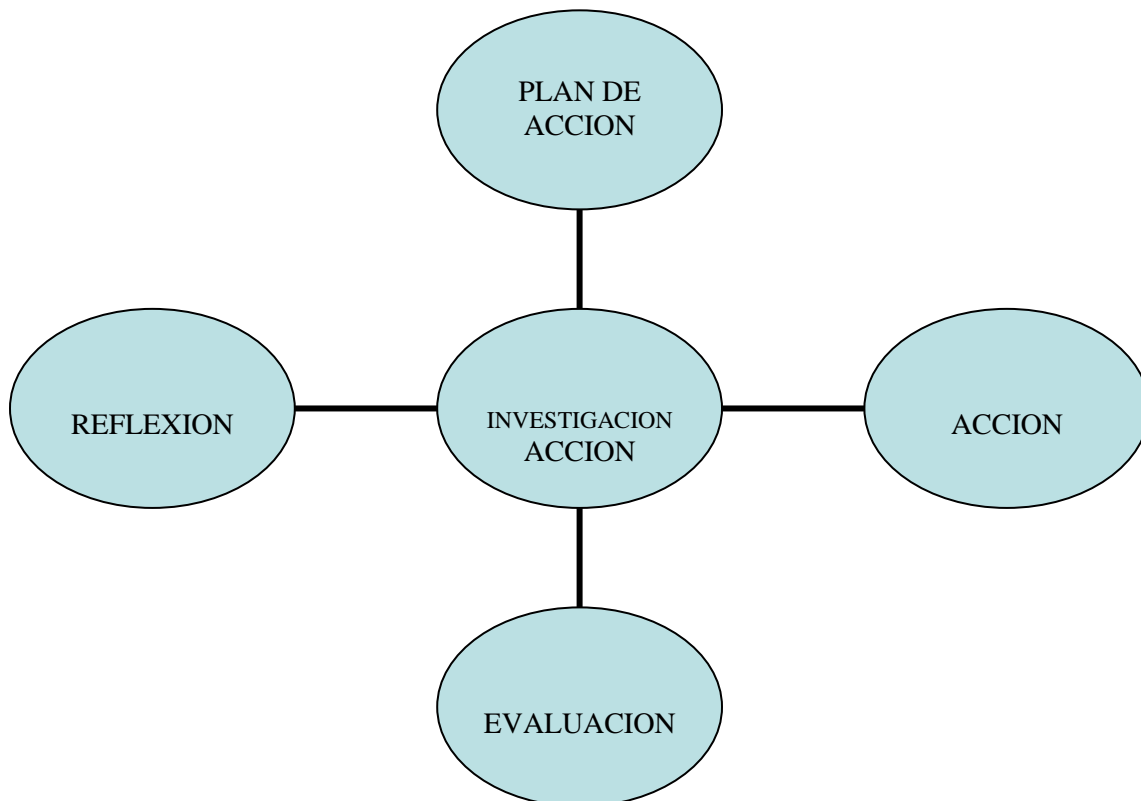 PLAN DE
ACCION
REFLEXION
INVESTIGACION
ACCION
ACCION
EVALUACION